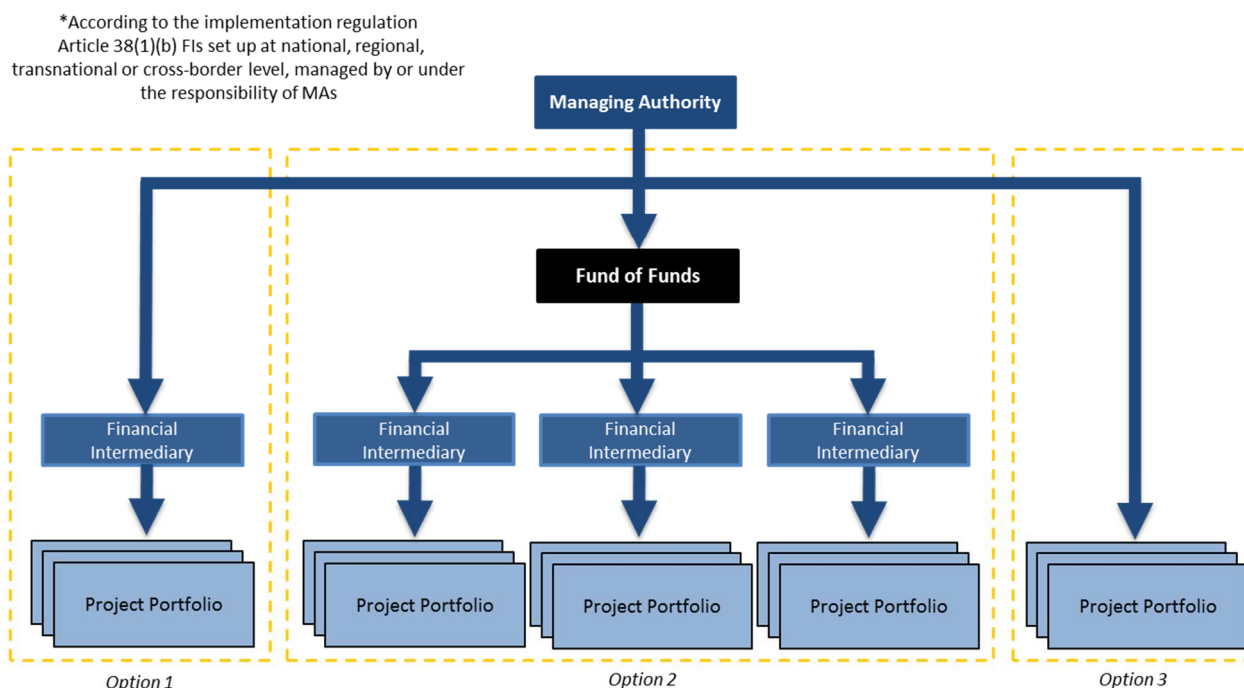 *According to the implementation regulation
Article 38(1)(b) FIs set up at national, regional,
transnational or cross-border level, managed by or under
the responsibility of MAs
Managing Authority
Fund of Funds
Financial
Intermediary
Financial
Intermediary
Financial
Intermediary
Financial
Intermediary
Project Portfolio
Project Portfolio
Project Portfolio
Project Portfolio
Project Portfolio
Option 1
Option 2
Option 3